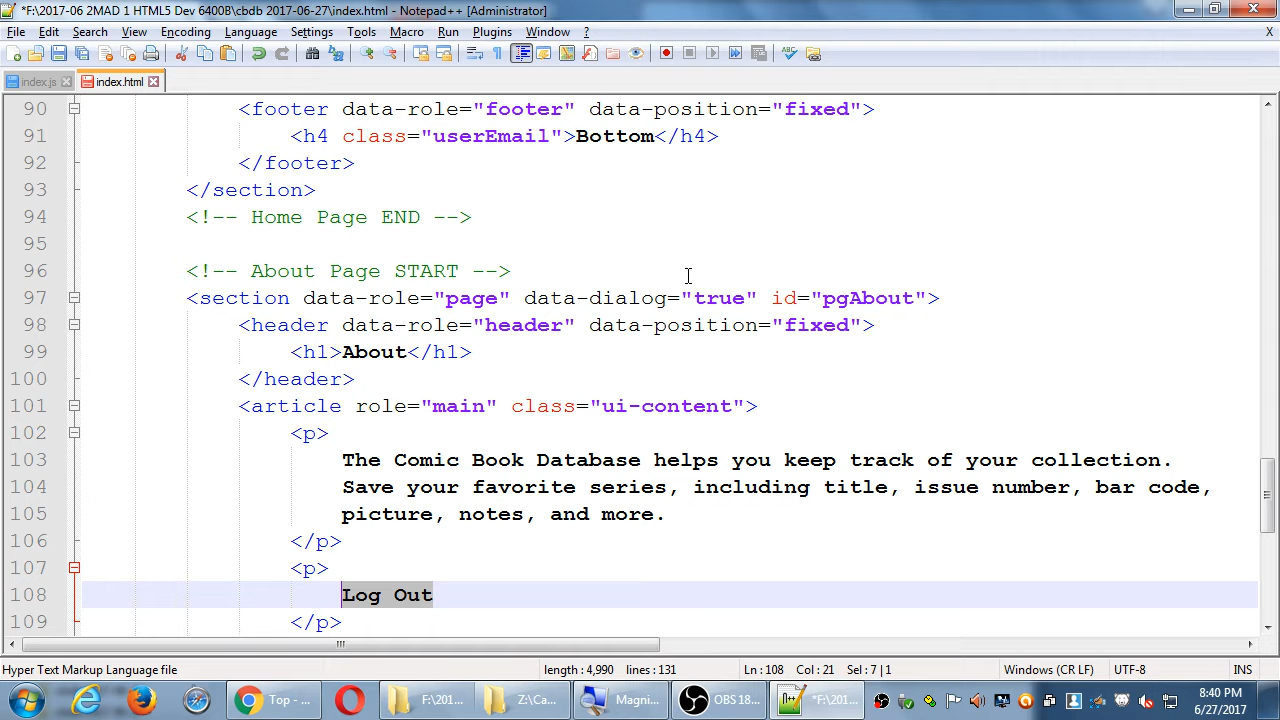 *F:\2017-06 2MAD 1 HTML5 Dev 6400B\cbdb 2017-06-27\index.html - Notepad++ [Administrator]
File Edit Search View Encoding Language Settings Tools Macro Run Plugins Window ? X
index.js index.html
90 <footer data-role="footer" data-position="fixed">
91 <h4 class="userEmail">Bottom</h4>
92 </footer>
93 </section>
94 <!-- Home Page END -->
95
96 <!-- About Page START -->
97 <section data-role="page" data-dialog="true" id="pgAbout">
98 <header data-role="header" data-position="fixed">
99 <h1>About</h1>
100 </header>
101 <article role="main" class="ui-content">
102 <p>
103 The Comic Book Database helps you keep track of your collection.
104 Save your favorite series, including title, issue number, bar code,
105 picture, notes, and more.
106 </p>
107 <p>
108 Log Out
109 </p>
Hyper Text Markup Language file length : 4,990 lines : 131 Ln : 108 Col : 21 Sel : 7 | 1 Windows (CR LF) UTF-8 INS
Top - ... F:\201... Z:\Ca... Magni... OBS 18... *F:\201... 8:40 PM
6/27/2017